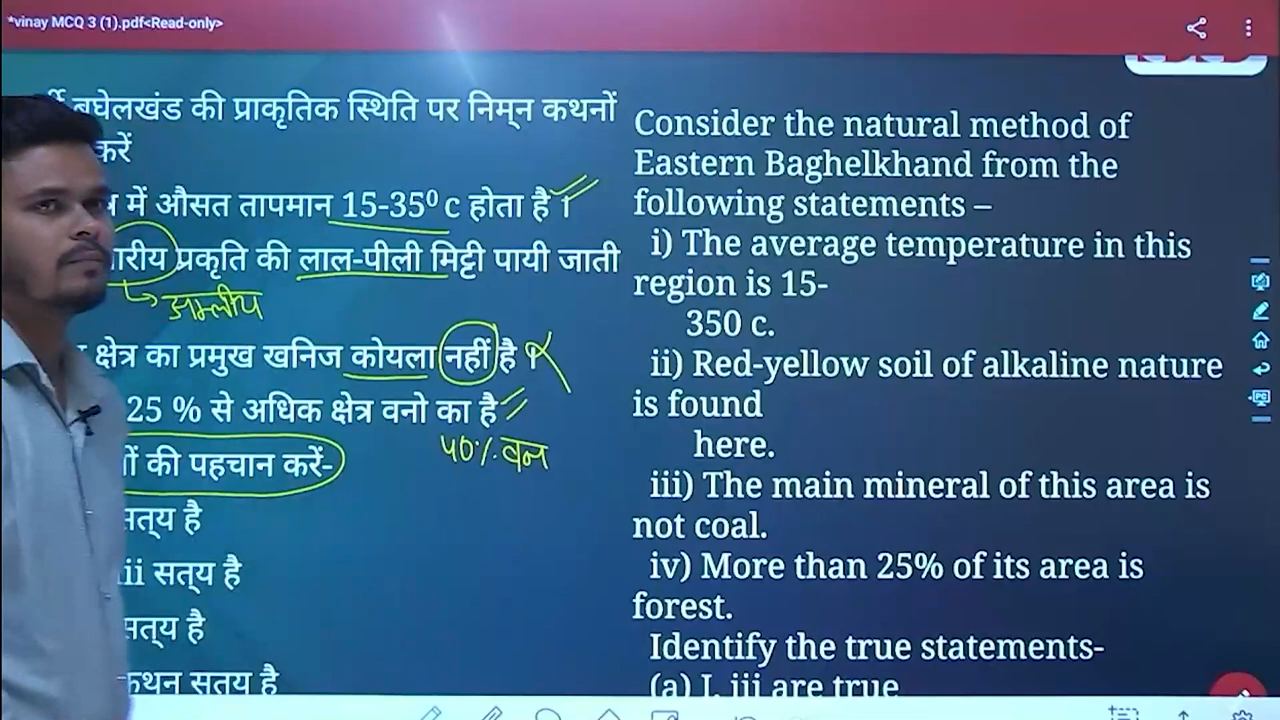 *vinay MCQ 3 (1).pdf<Read-only>
बघेलखंड की प्राकृतिक स्थिति पर निम्न कथनों
करें
में औसत तापमान 15-35⁰ c होता है ।
प्रकृति की लाल-पीली मिट्टी पायी जाती
आम्लीय
क्षेत्र का प्रमुख खनिज कोयला नहीं है
25 % से अधिक क्षेत्र वनो का है
40% वन
की पहचान करें-
सत्य है
iii सत्य है
सत्य है
कथन सत्य है
Consider the natural method of
Eastern Baghelkhand from the
following statements –
i) The average temperature in this
region is 15-
350 c.
ii) Red-yellow soil of alkaline nature
is found
here.
iii) The main mineral of this area is
not coal.
iv) More than 25% of its area is
forest.
Identify the true statements-
(a) I, iii are true